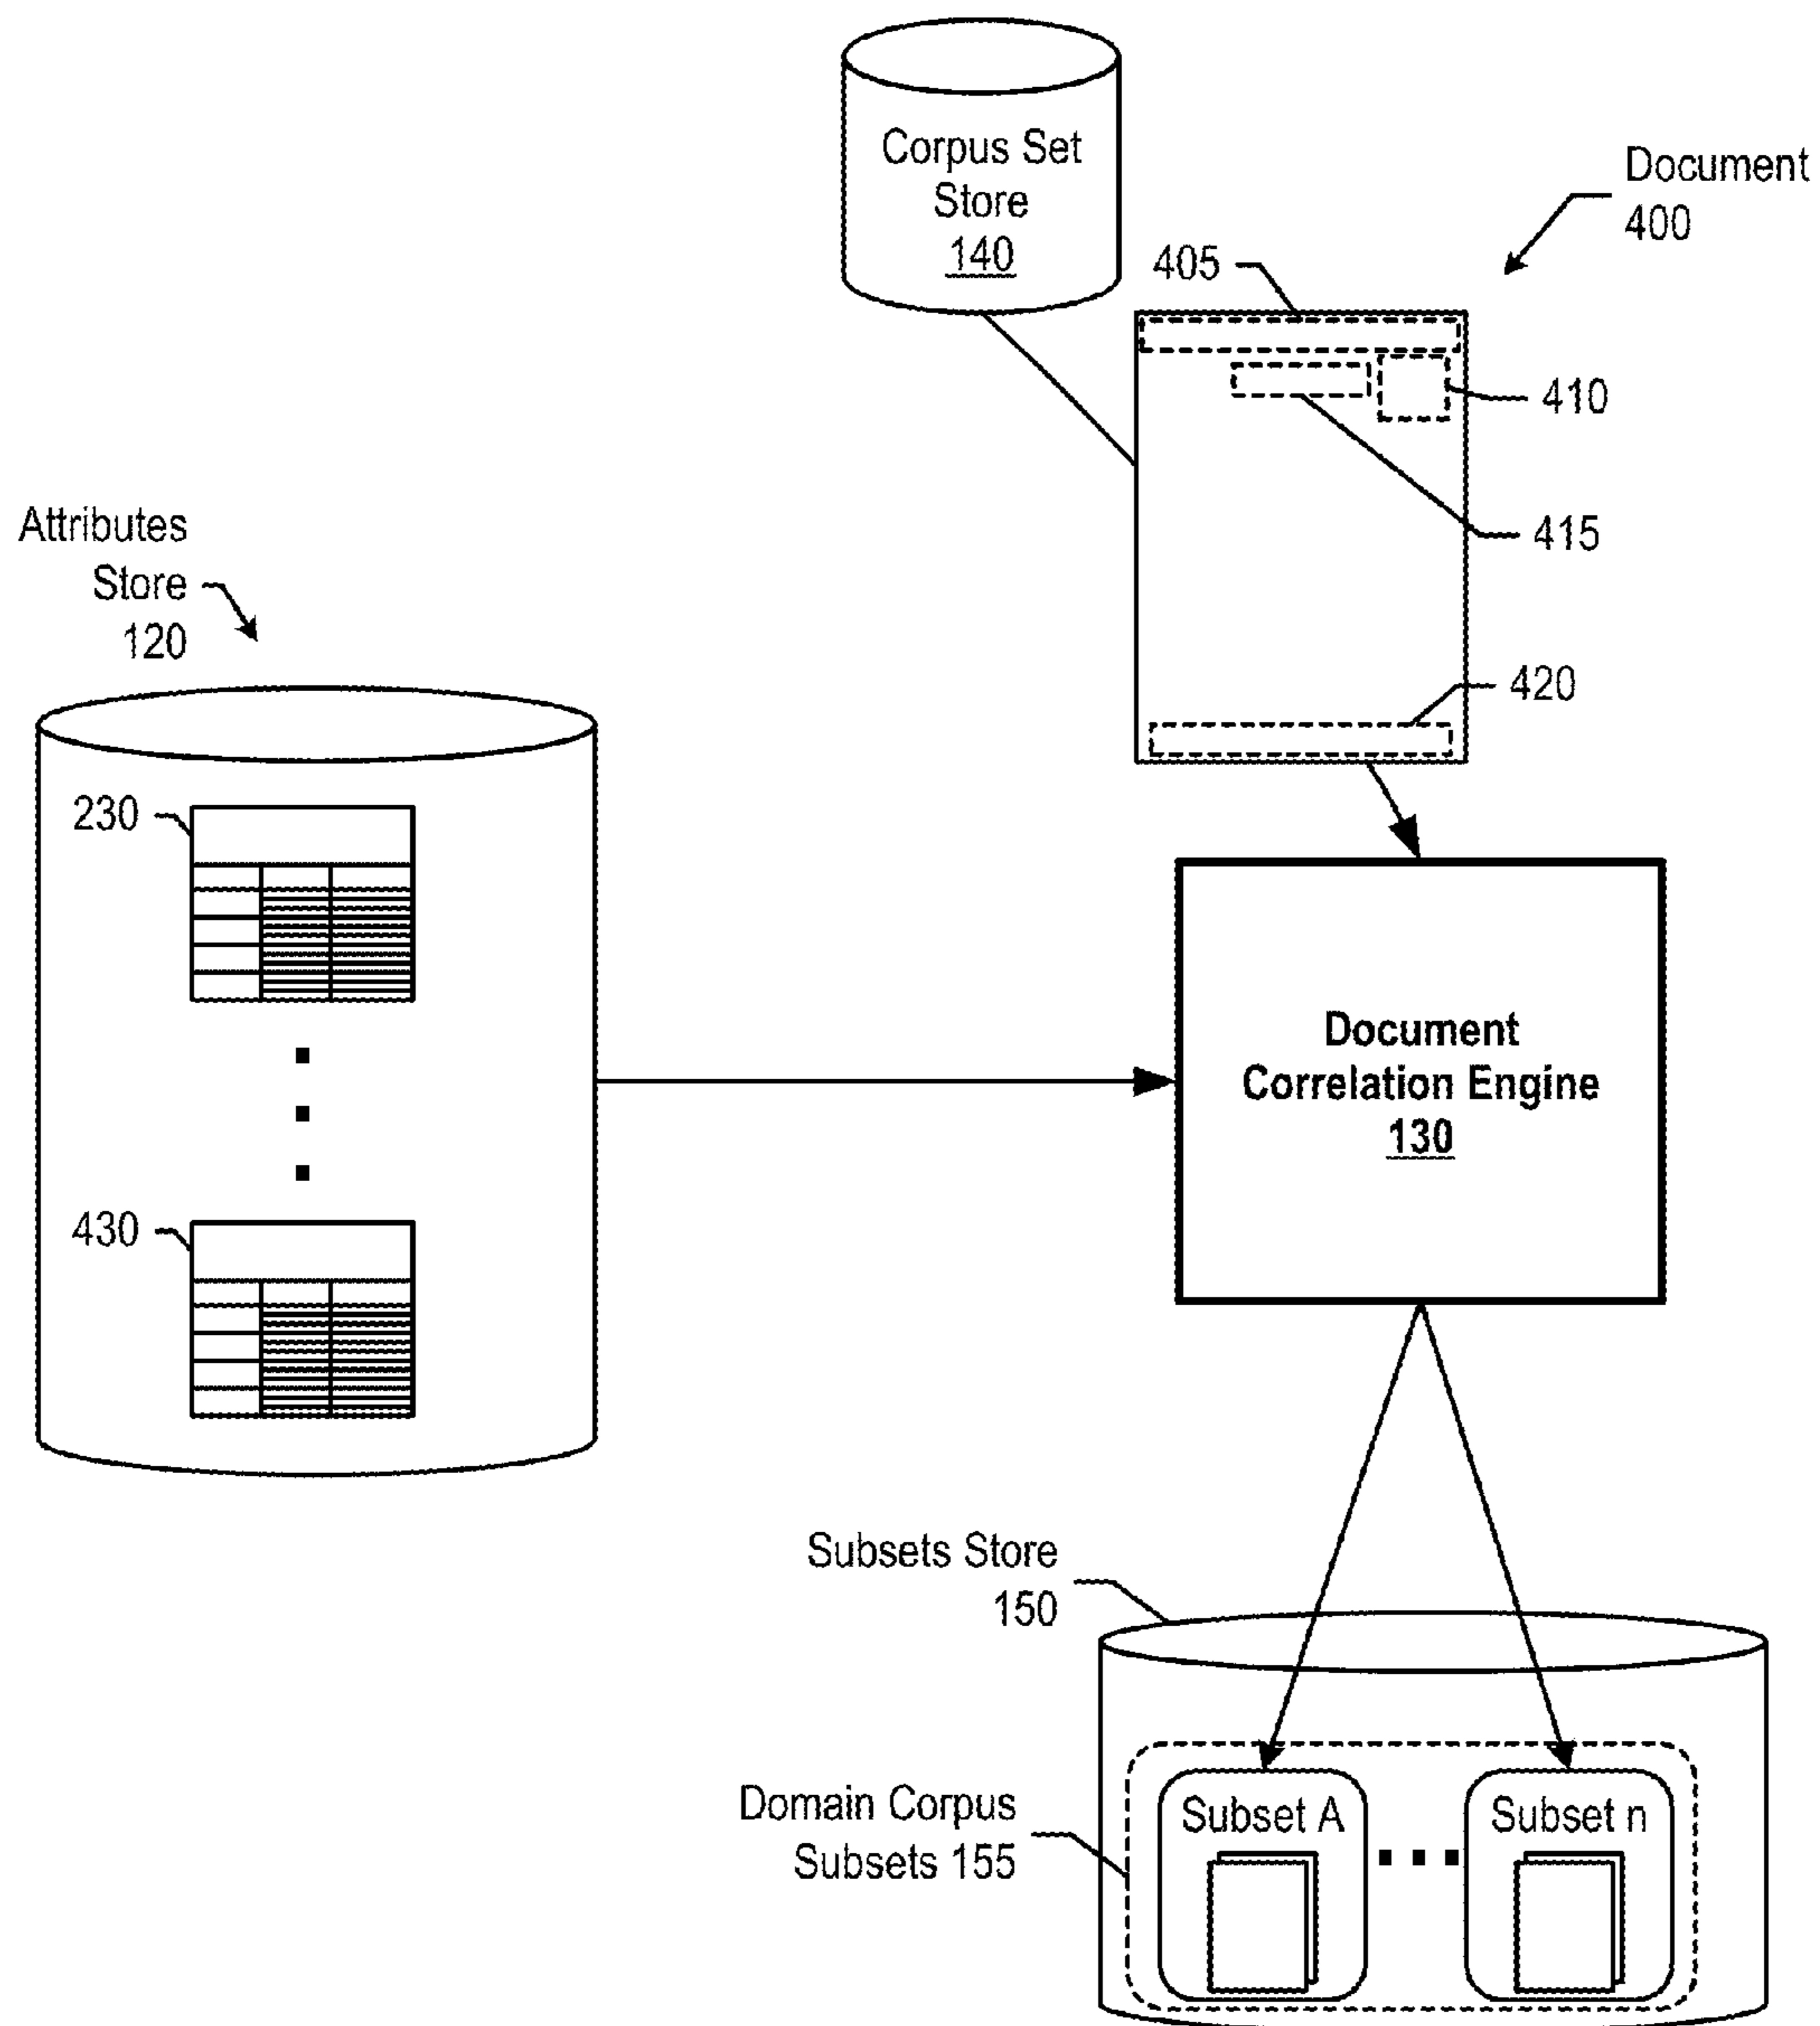 Corpus Set
Store
140
Document
400
405
410
415
420
Attributes
Store
120
230
430
Document
Correlation Engine
130
Subsets Store
150
Domain Corpus
Subsets 155
Subset A
Subset n